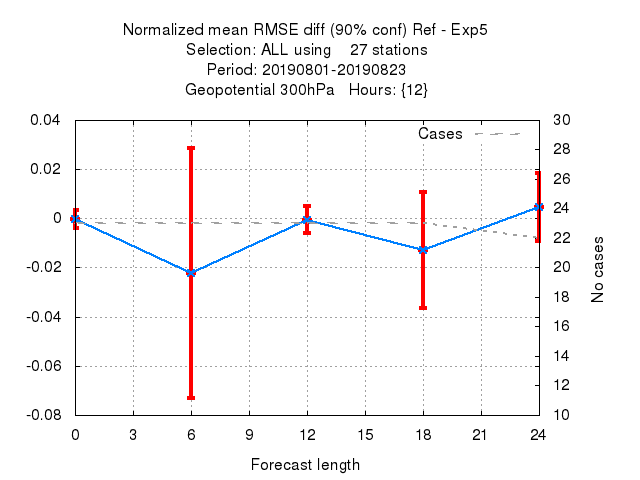 Normalized mean RMSE diff (90% conf) Ref - Exp5
Selection: ALL using    27 stations
Period: 20190801-20190823
Geopotential 300hPa   Hours: {12}
Cases
0.04
0.02
0
-0.02
-0.04
-0.06
-0.08
30
28
26
24
22
20
18
16
14
12
10
No cases
0 3 6 9 12 15 18 21 24
Forecast length